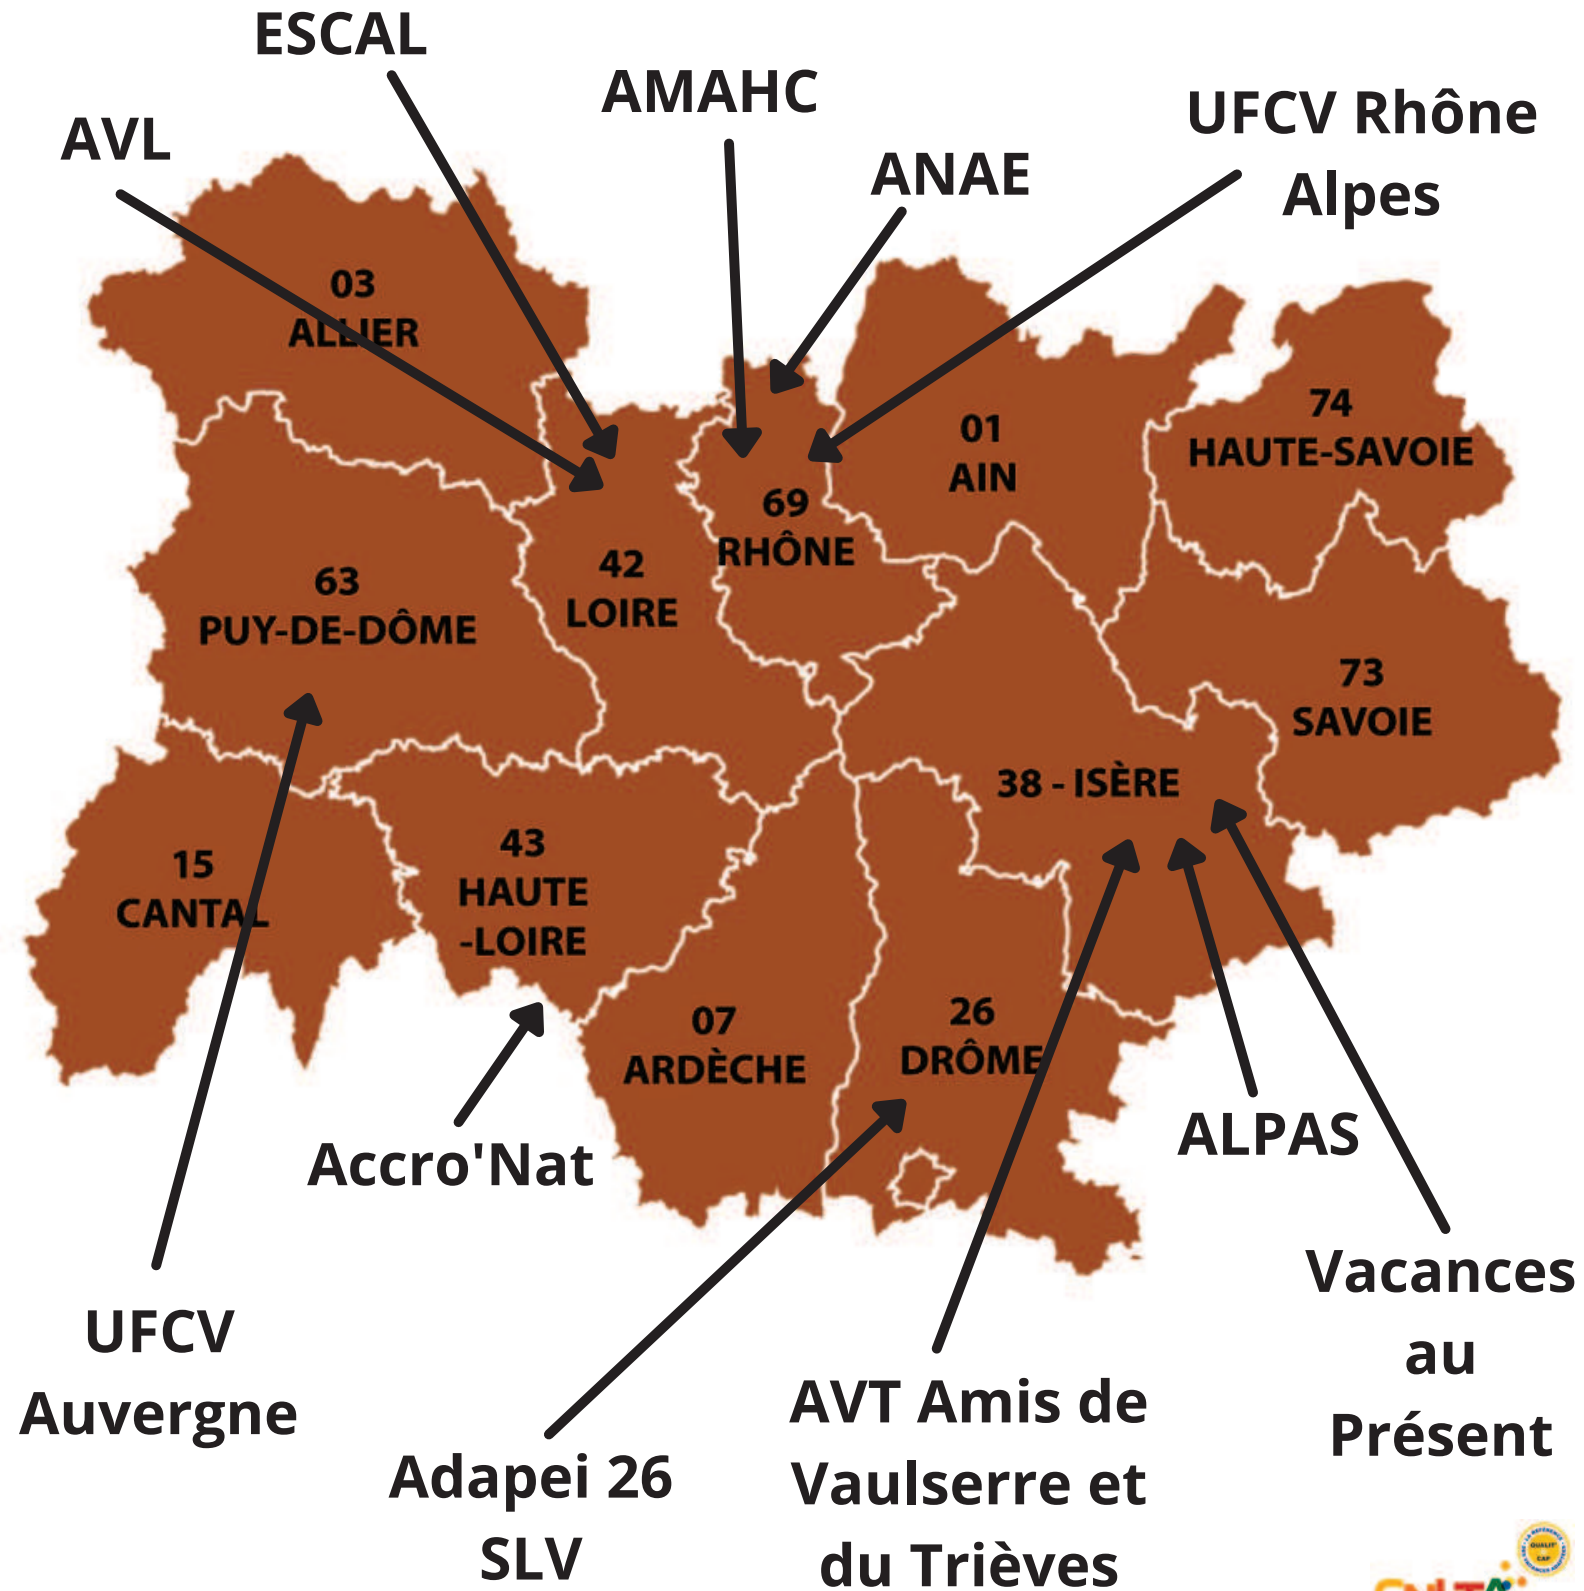 ESCAL
AMAHC
UFCV Rhône
Alpes
AVL
ANAE
03
ALLIER
74
HAUTE-SAVOIE
01
AIN
69
RHÔNE
42
LOIRE
63
PUY-DE-DÔME
73
SAVOIE
38 - ISÈRE
15
CANTAL
43
HAUTE
-LOIRE
07
ARDÈCHE
26
DRÔME
Accro'Nat
ALPAS
UFCV
Auvergne
Adapei 26
SLV
AVT Amis de
Vaulserre et
du Trièves
Vacances
au
Présent
QUALIT'
CAP